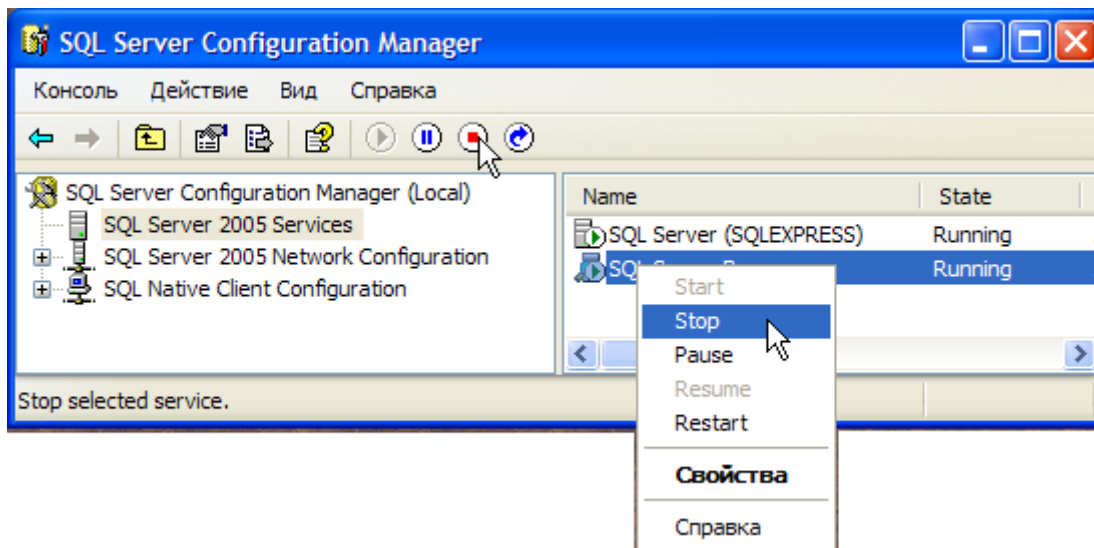 SQL Server Configuration Manager
Консоль Действие Вид Справка
SQL Server Configuration Manager (Local)
SQL Server 2005 Services
SQL Server 2005 Network Configuration
SQL Native Client Configuration
Name State
SQL Server (SQLEXPRESS) Running
Running
Start
Stop
Pause
Resume
Restart
Свойства
Справка
Stop selected service.